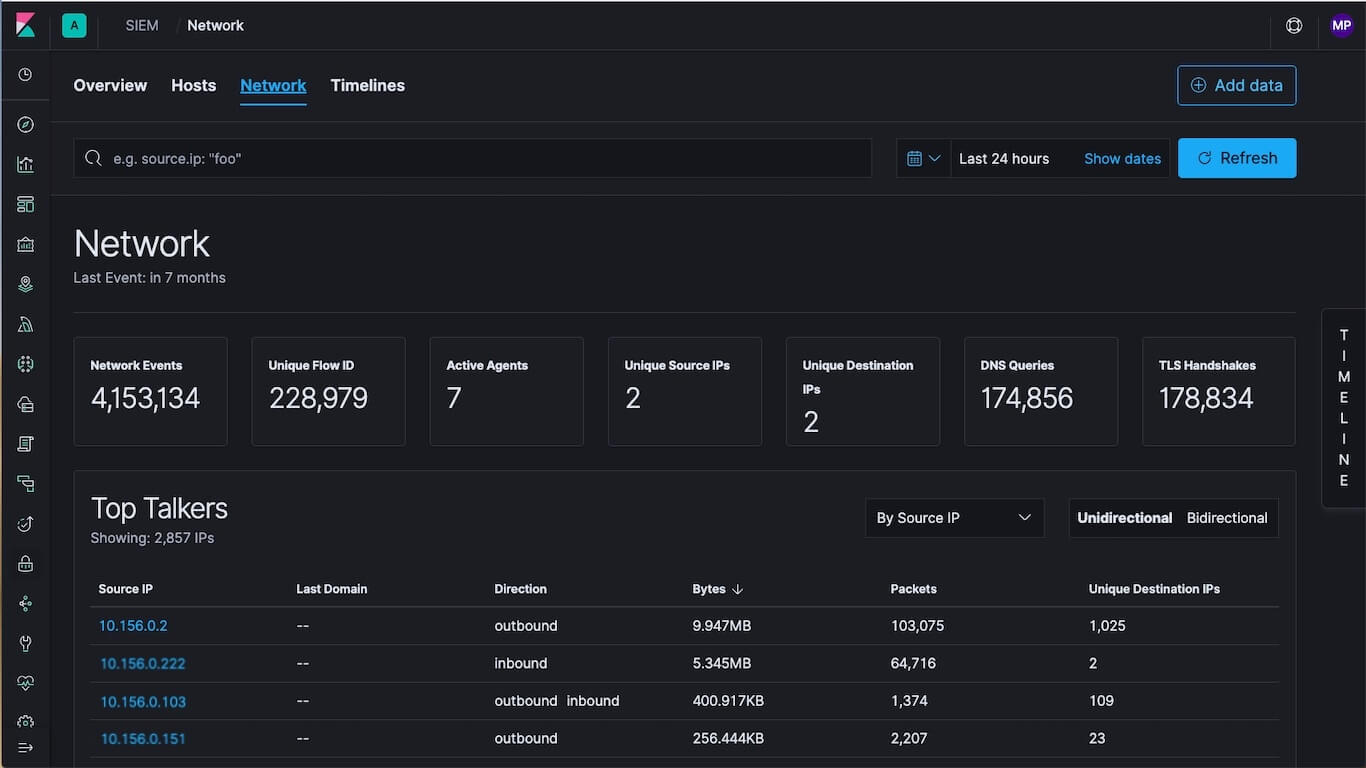 A SIEM / Network MP
Overview Hosts Network Timelines Add data
e.g. source.ip: "foo" Last 24 hours Show dates Refresh
Network
Last Event: in 7 months
Network Events Unique Flow ID Active Agents Unique Source IPs Unique Destination IPs DNS Queries TLS Handshakes
4,153,134 228,979 7 2 2 174,856 178,834
TIMELINE
Top Talkers
Showing: 2,857 IPs
By Source IP Unidirectional Bidirectional
Source IP Last Domain Direction Bytes ↓ Packets Unique Destination IPs
10.156.0.2 -- outbound 9.947MB 103,075 1,025
10.156.0.222 -- inbound 5.345MB 64,716 2
10.156.0.103 -- outbound inbound 400.917KB 1,374 109
10.156.0.151 -- outbound 256.444KB 2,207 23